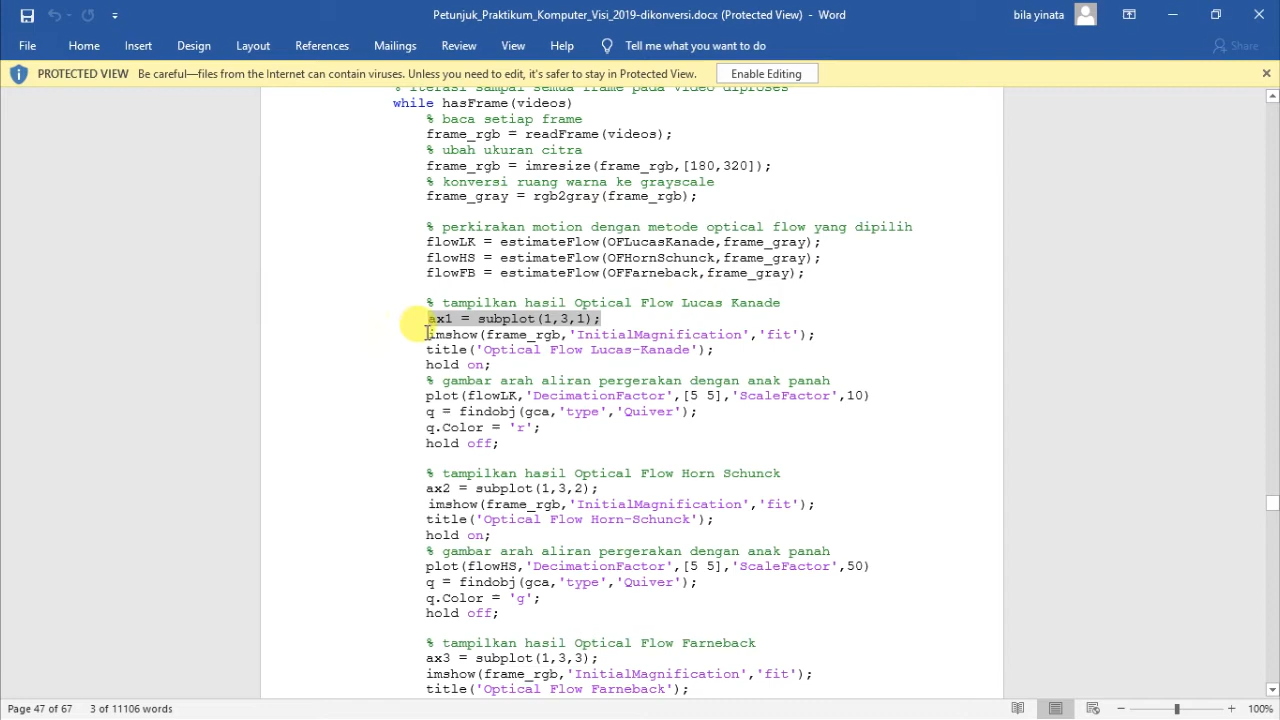 Petunjuk_Praktikum_Komputer_Visi_2019-dikonversi.docx (Protected View) - Word
bila yinata
File Home Insert Design Layout References Mailings Review View Help Tell me what you want to do Share
PROTECTED VIEW Be careful—files from the Internet can contain viruses. Unless you need to edit, it's safer to stay in Protected View. Enable Editing
% iterasi sampai semua frame pada video diproses
while hasFrame(videos)
% baca setiap frame
frame_rgb = readFrame(videos);
% ubah ukuran citra
frame_rgb = imresize(frame_rgb,[180,320]);
% konversi ruang warna ke grayscale
frame_gray = rgb2gray(frame_rgb);
% perkirakan motion dengan metode optical flow yang dipilih
flowLK = estimateFlow(OFLucasKanade,frame_gray);
flowHS = estimateFlow(OFHornSchunck,frame_gray);
flowFB = estimateFlow(OFFarneback,frame_gray);
% tampilkan hasil Optical Flow Lucas Kanade
ax1 = subplot(1,3,1);
imshow(frame_rgb,'InitialMagnification','fit');
title('Optical Flow Lucas-Kanade');
hold on;
% gambar arah aliran pergerakan dengan anak panah
plot(flowLK,'DecimationFactor',[5 5],'ScaleFactor',10)
q = findobj(gca,'type','Quiver');
q.Color = 'r';
hold off;
% tampilkan hasil Optical Flow Horn Schunck
ax2 = subplot(1,3,2);
imshow(frame_rgb,'InitialMagnification','fit');
title('Optical Flow Horn-Schunck');
hold on;
% gambar arah aliran pergerakan dengan anak panah
plot(flowHS,'DecimationFactor',[5 5],'ScaleFactor',50)
q = findobj(gca,'type','Quiver');
q.Color = 'g';
hold off;
% tampilkan hasil Optical Flow Farneback
ax3 = subplot(1,3,3);
imshow(frame_rgb,'InitialMagnification','fit');
title('Optical Flow Farneback');
Page 47 of 67 3 of 11106 words 100%